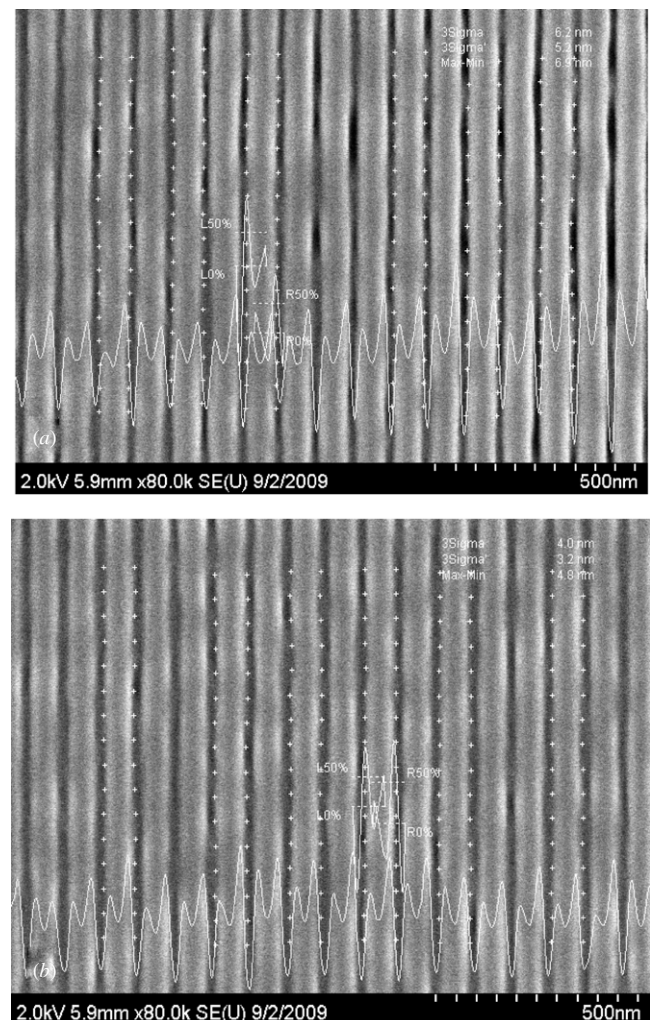 3Sigma 6.2 nm
3Sigma' 5.2 nm
Max-Min 6.9 nm
L50%
L0%
R50%
R0%
(a)
2.0kV 5.9mm x80.0k SE(U) 9/2/2009 500nm
3Sigma 4.0 nm
3Sigma' 3.2 nm
Max-Min 4.8 nm
L50%
R50%
L0%
R0%
(b)
2.0kV 5.9mm x80.0k SE(U) 9/2/2009 500nm